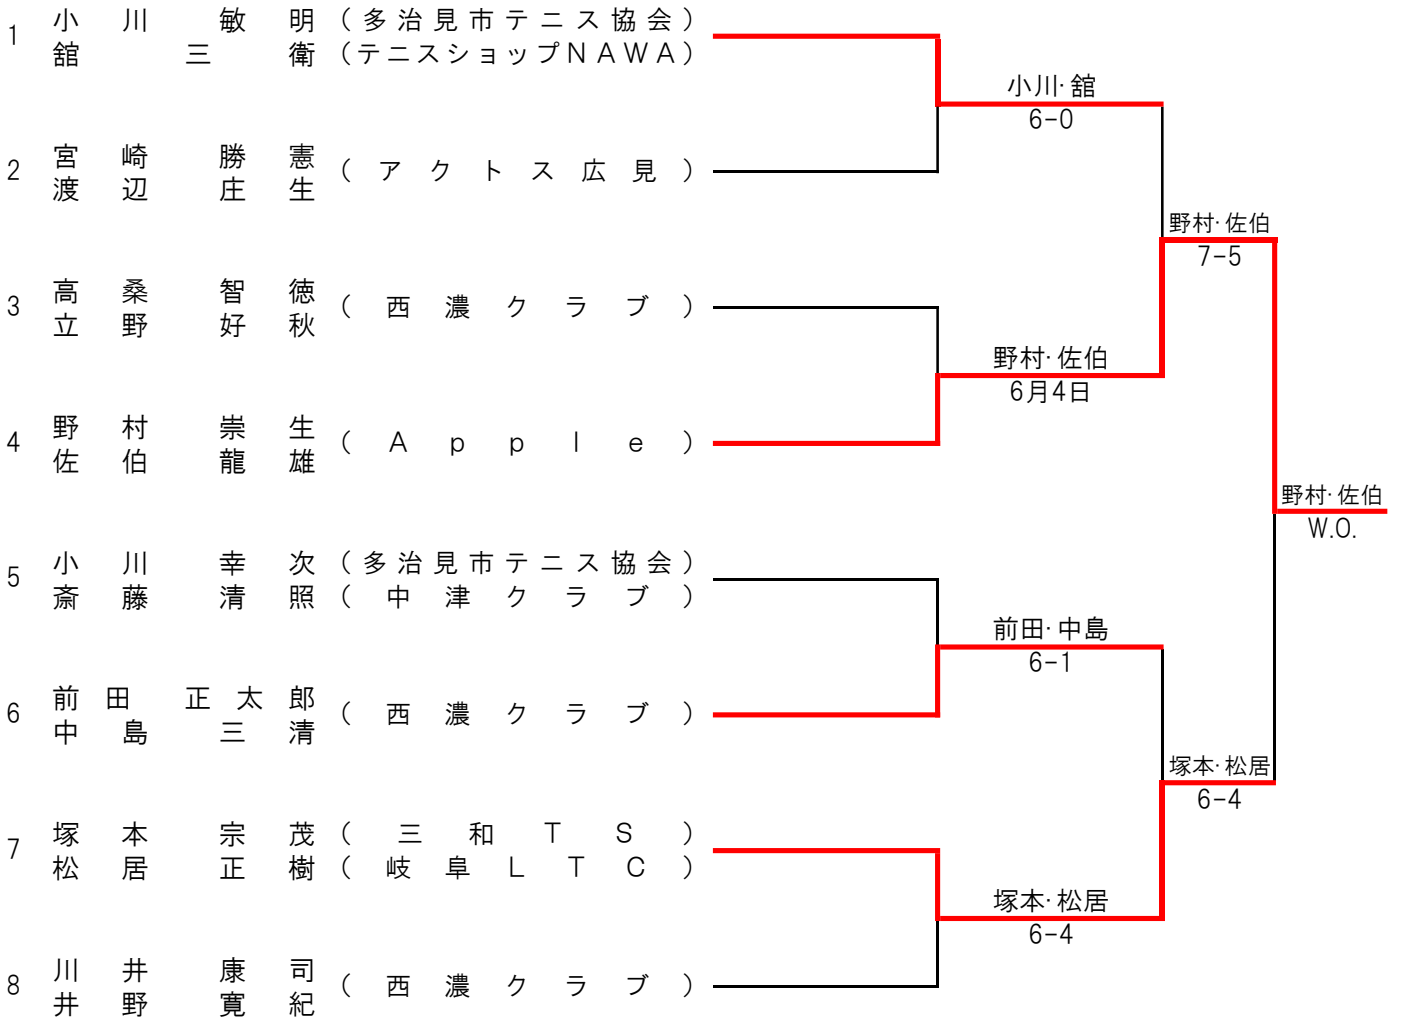 1 小川 敏明 (多治見市テニス協会)
舘 三衛 (テニスショップNAWA)
小川・舘
6-0
2 宮崎 勝憲
渡辺 庄生 (アクトス広見)
野村・佐伯
7-5
3 高桑 智徳
立野 好秋 (西濃クラブ)
野村・佐伯
6月4日
4 野村 崇生
佐伯 龍雄 (Apple)
野村・佐伯
W.O.
5 小川 幸次 (多治見市テニス協会)
斎藤 清照 (中津クラブ)
前田・中島
6-1
6 前田 正太郎
中島 三清 (西濃クラブ)
塚本・松居
6-4
7 塚本 宗茂 (三和TS)
松居 正樹 (岐阜LTC)
塚本・松居
6-4
8 川井 康司
井野 寛紀 (西濃クラブ)